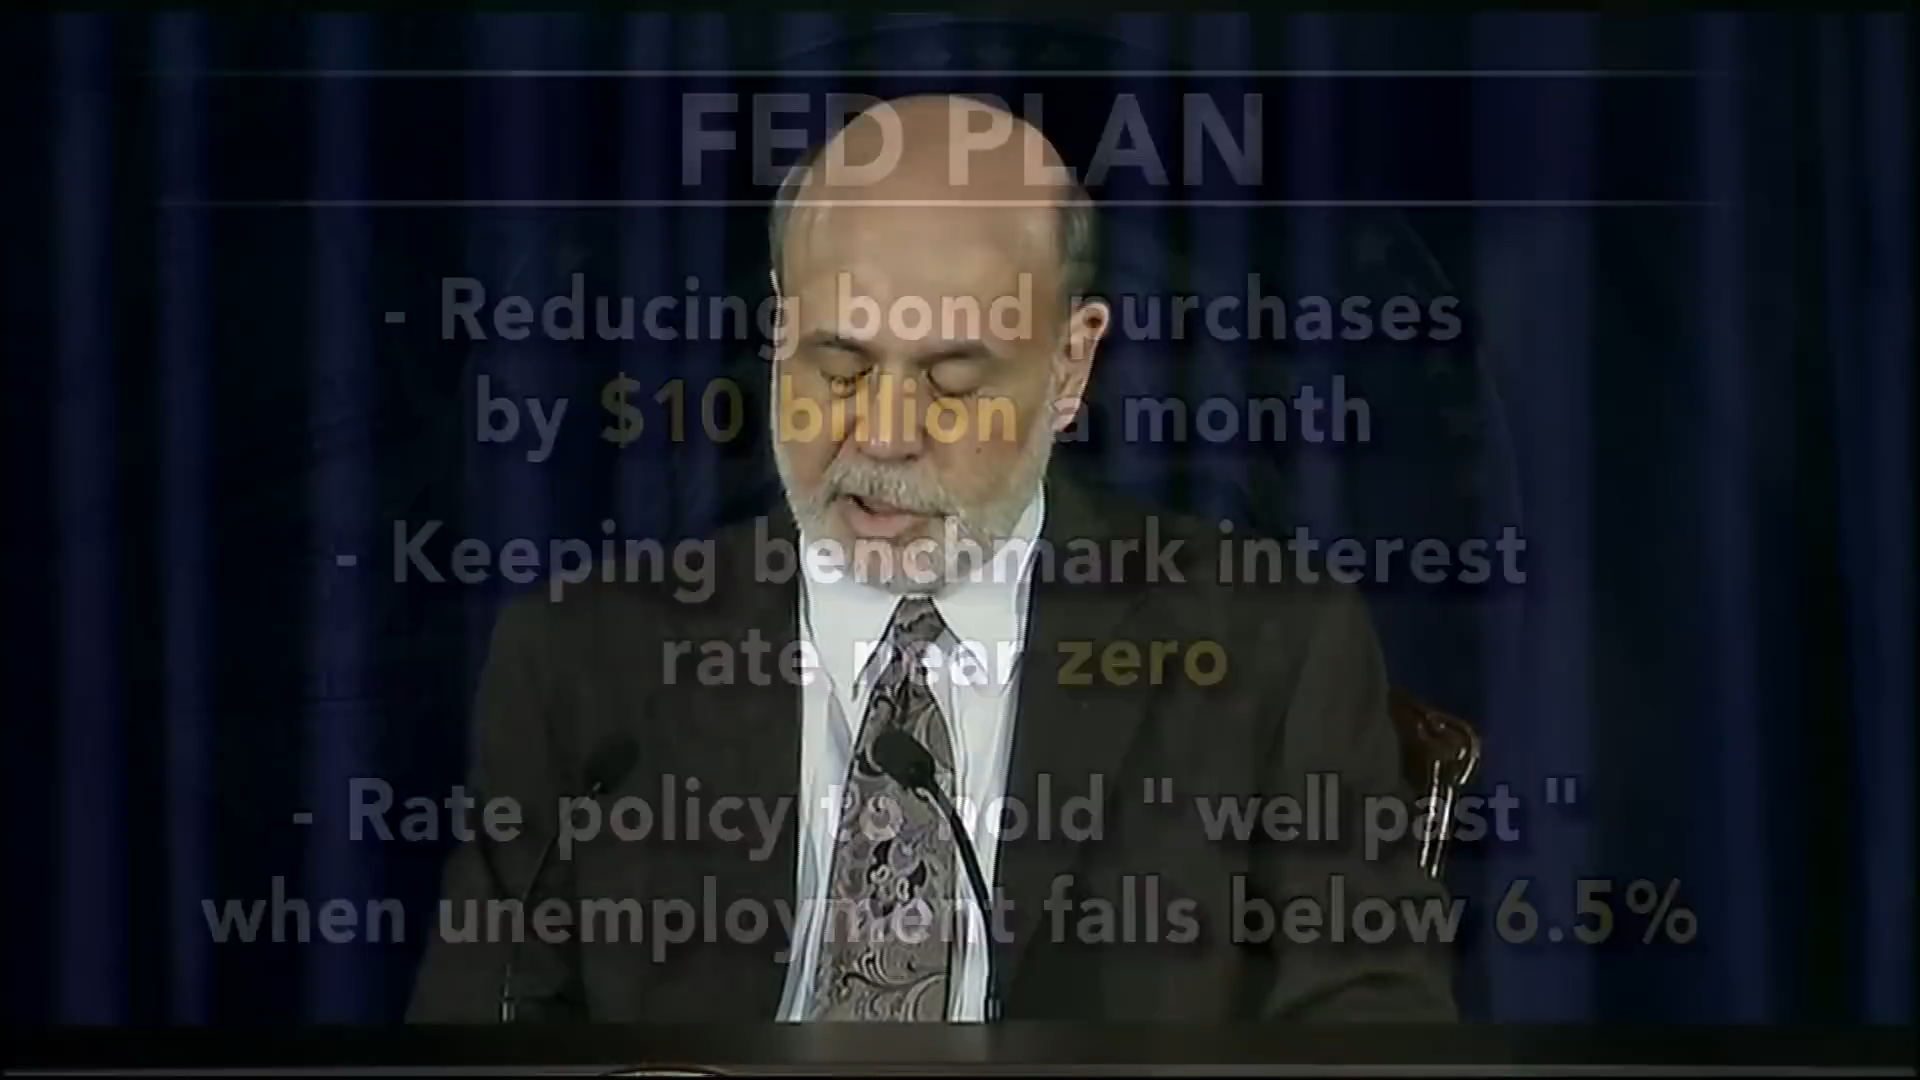 FED PLAN
- Reducing bond purchases
by $10 billion a month
- Keeping benchmark interest
rate near zero
- Rate policy to hold " well past "
when unemployment falls below 6.5%